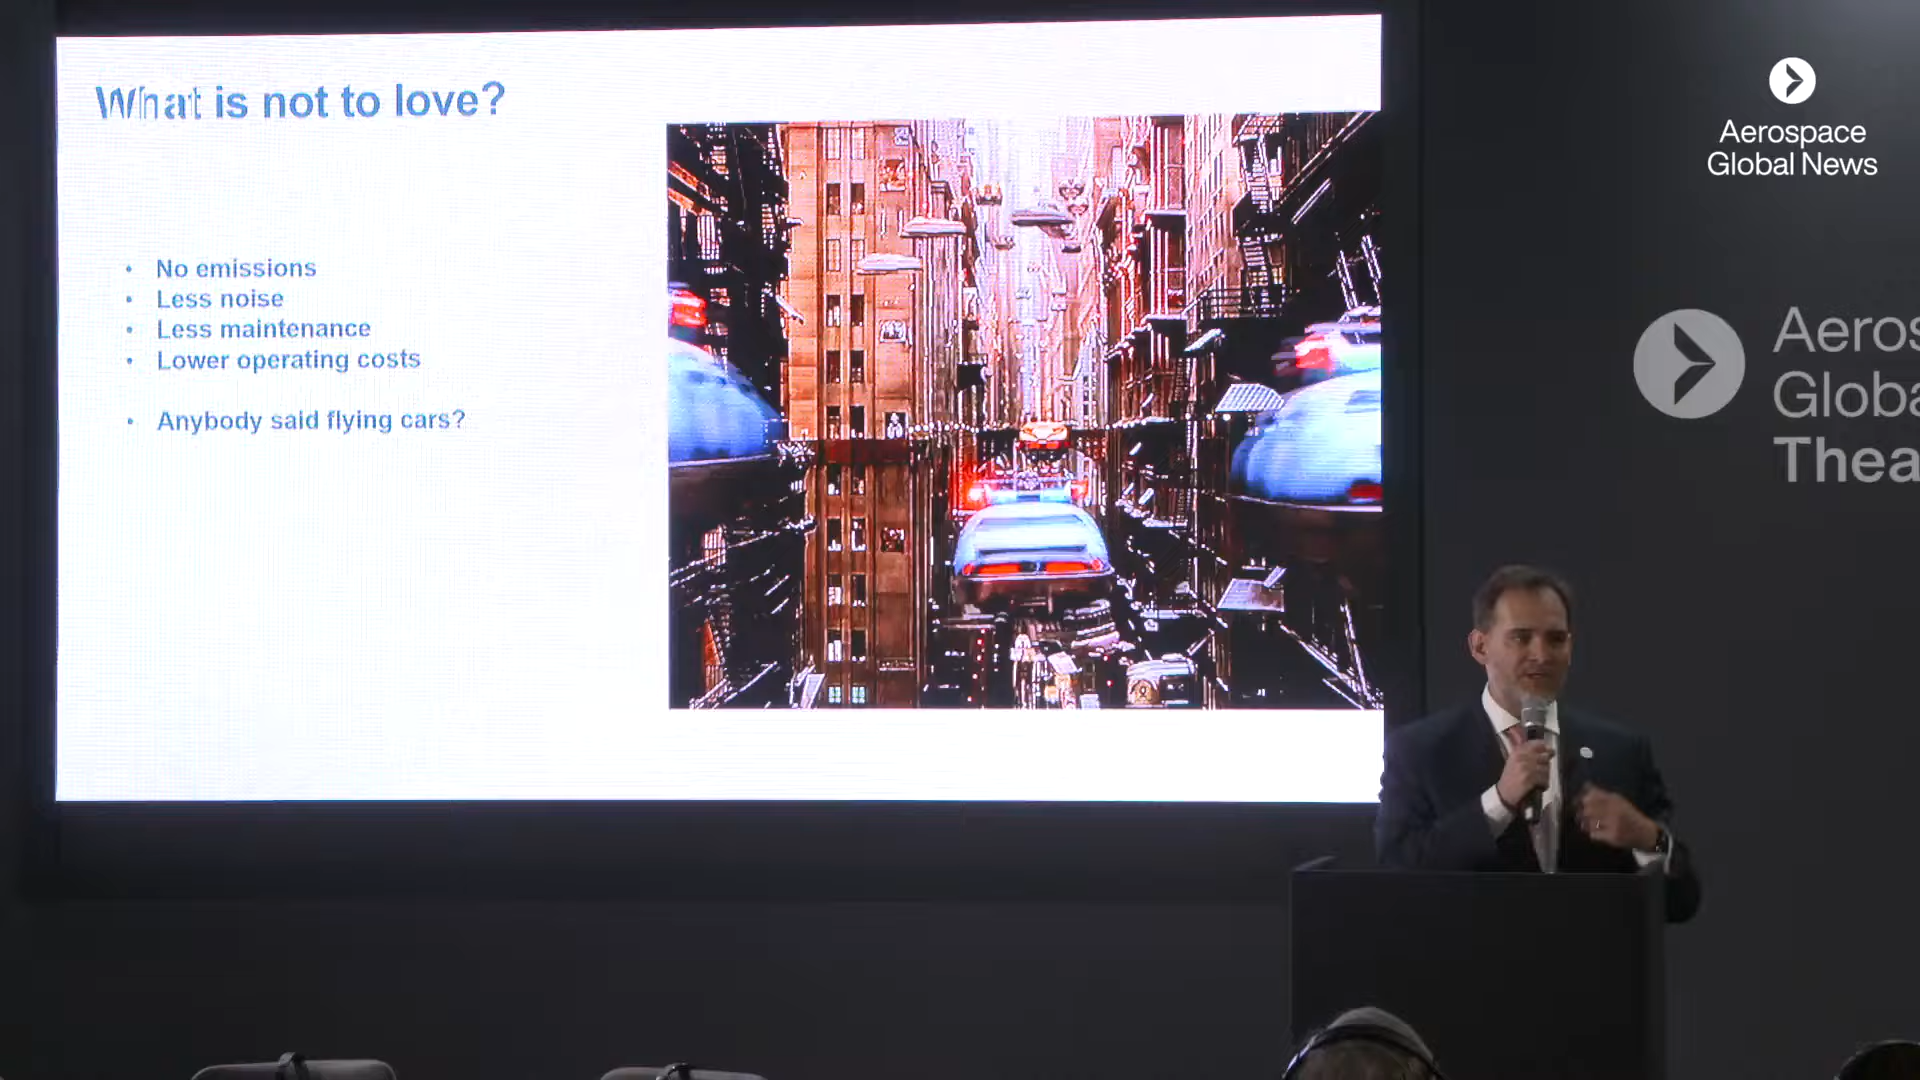 What is not to love?
• No emissions
• Less noise
• Less maintenance
• Lower operating costs
• Anybody said flying cars?
Aerospace
Global News
Aeros
Globa
Thea